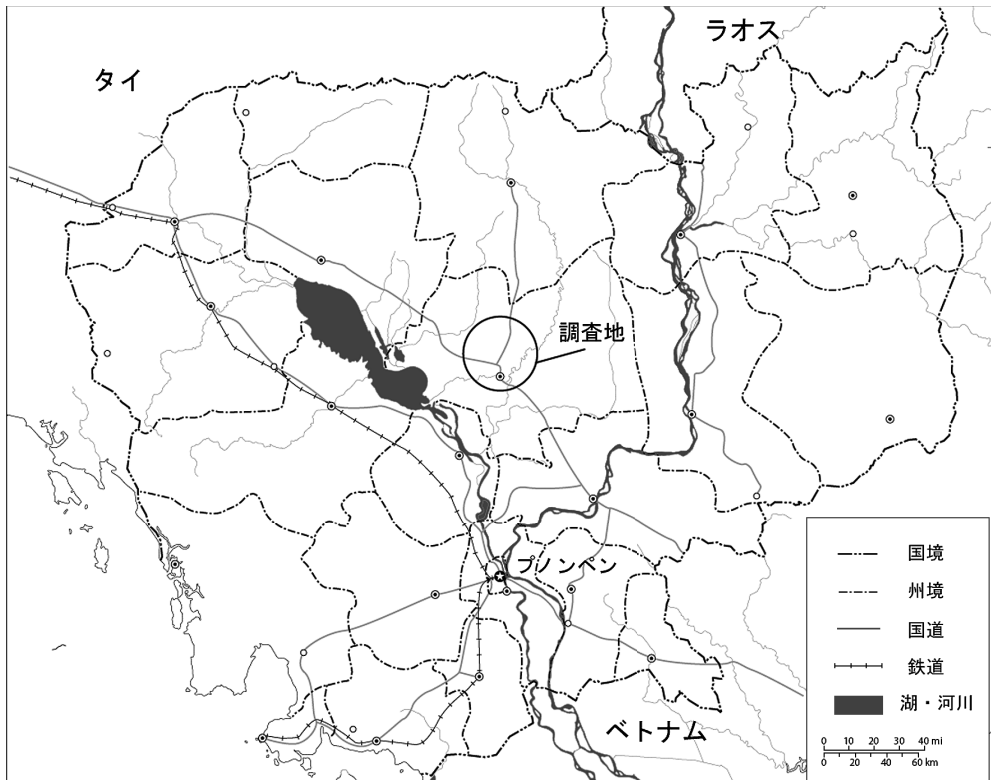 ラオス
タイ
調査地
プノンペン
ベトナム
国境
州境
国道
鉄道
湖・河川
0 10 20 30 40 mi
0 20 40 60 km